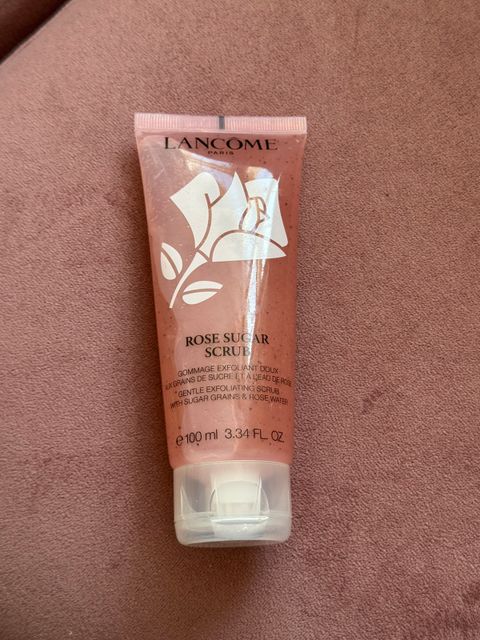 LANCÔME
PARIS
ROSE SUGAR
SCRUB
GOMMAGE EXFOLIANT DOUX
AUX GRAINS DE SUCRE ET À L'EAU DE ROSE
GENTLE EXFOLIATING SCRUB
WITH SUGAR GRAINS & ROSE WATER
℮ 100 ml 3.34 FL. OZ